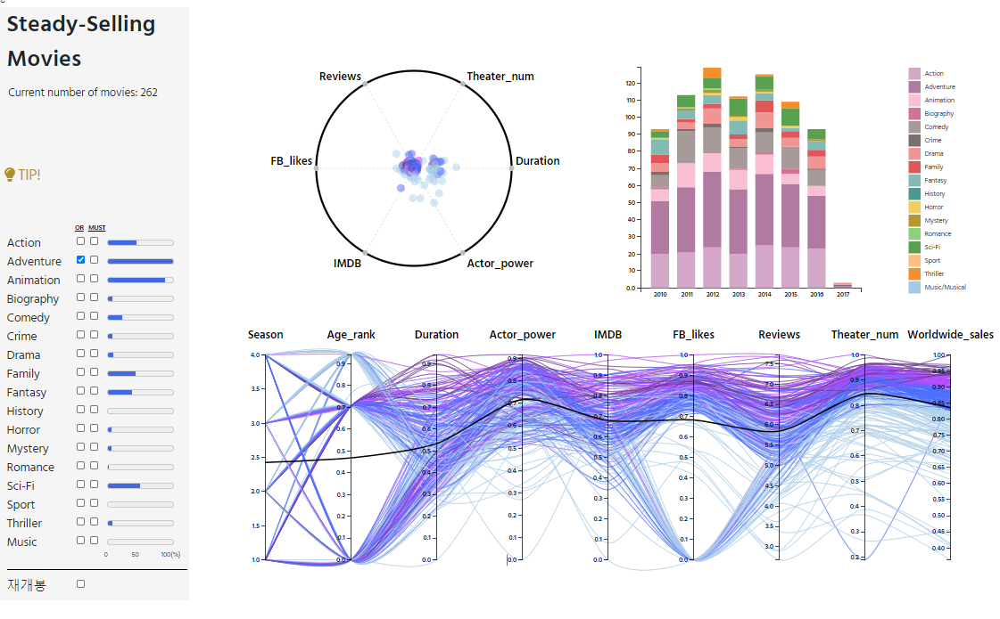 Steady-Selling
Movies
Current number of movies: 262
TIP!
OR MUST
Action
Adventure
Animation
Biography
Comedy
Crime
Drama
Family
Fantasy
History
Horror
Mystery
Romance
Sci-Fi
Sport
Thriller
Music
0 50 100(%)
재개봉
Reviews Theater_num
FB_likes Duration
IMDB Actor_power
120
110
100
90
80
70
60
50
40
30
20
10
0.0
2010 2011 2012 2013 2014 2015 2016 2017
Action
Adventure
Animation
Biography
Comedy
Crime
Drama
Family
Fantasy
History
Horror
Mystery
Romance
Sci-Fi
Sport
Thriller
Music/Musical
Season Age_rank Duration Actor_power IMDB FB_likes Reviews Theater_num Worldwide_sales
4.0
3.5
3.0
2.5
2.0
1.5
1.0
0.9
0.8
0.7
0.6
0.5
0.4
0.3
0.2
0.1
0.0
0.9
0.8
0.7
0.6
0.5
0.4
0.3
0.2
0.1
0.0
0.9
0.8
0.7
0.6
0.5
0.4
0.3
0.2
0.1
0.0
1.0
0.9
0.8
0.7
0.6
0.5
0.4
0.3
0.2
0.1
0.0
1.0
0.9
0.8
0.7
0.6
0.5
0.4
0.3
0.2
0.1
0.0
7.5
7.0
6.5
6.0
5.5
5.0
4.5
4.0
3.5
3.0
1.0
0.9
0.8
0.7
0.6
0.5
0.4
0.3
0.2
1.00
0.95
0.90
0.85
0.80
0.75
0.70
0.65
0.60
0.55
0.50
0.45
0.40